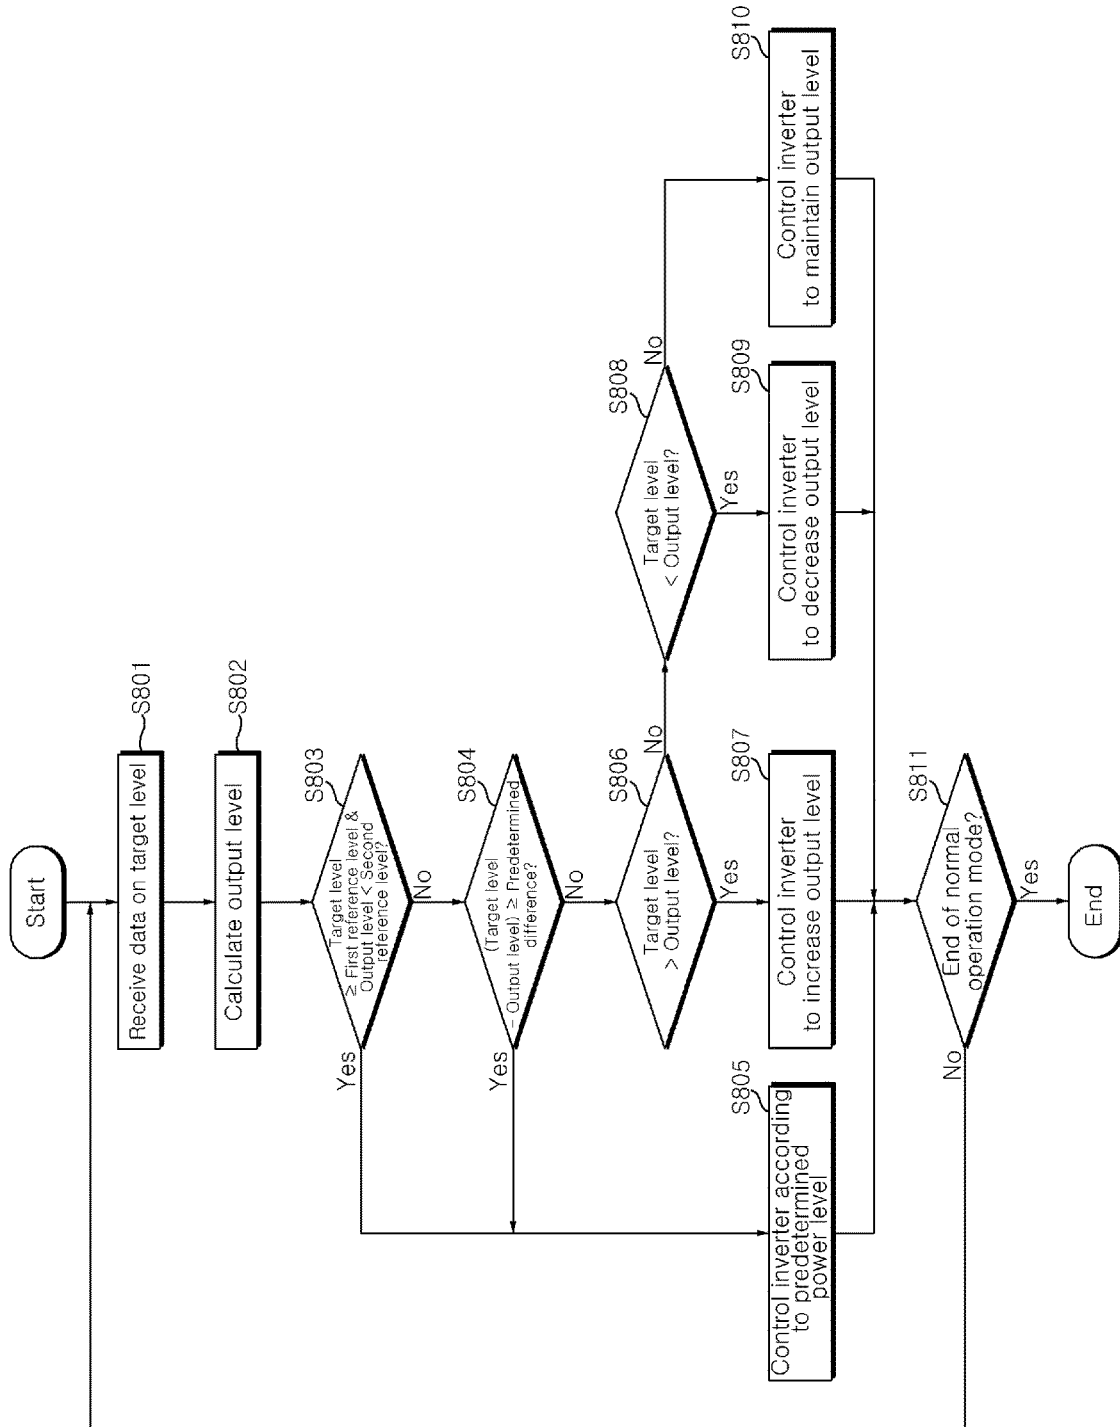 Start
S801
Receive data on target level
S802
Calculate output level
S803
Target level
≥ First reference level &
Output level < Second
reference level?
Yes
No
S804
(Target level
- Output level) ≥ Predetermined
difference?
Yes
No
S806
Target level
> Output level?
No
Yes
S808
Target level
< Output level?
No
Yes
S805
Control inverter according
to predetermined
power level
S807
Control inverter
to increase output level
S809
Control inverter
to decrease output level
S810
Control inverter
to maintain output level
S811
End of normal
operation mode?
No
Yes
End